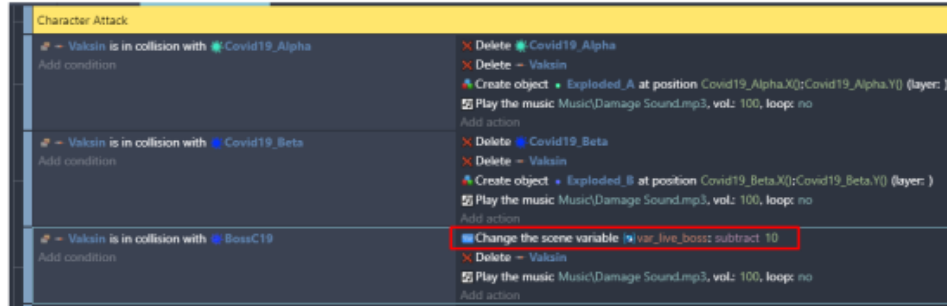 Character Attack
Vaksin is in collision with Covid19_Alpha
Add condition
Delete Covid19_Alpha
Delete Vaksin
Create object Exploded_A at position Covid19_Alpha.X();Covid19_Alpha.Y() (layer: )
Play the music Music\Damage Sound.mp3, vol.: 100, loop: no
Add action
Vaksin is in collision with Covid19_Beta
Add condition
Delete Covid19_Beta
Delete Vaksin
Create object Exploded_B at position Covid19_Beta.X();Covid19_Beta.Y() (layer: )
Play the music Music\Damage Sound.mp3, vol.: 100, loop: no
Add action
Vaksin is in collision with BossC19
Add condition
Change the scene variable var_live_boss: subtract 10
Delete Vaksin
Play the music Music\Damage Sound.mp3, vol.: 100, loop: no
Add action